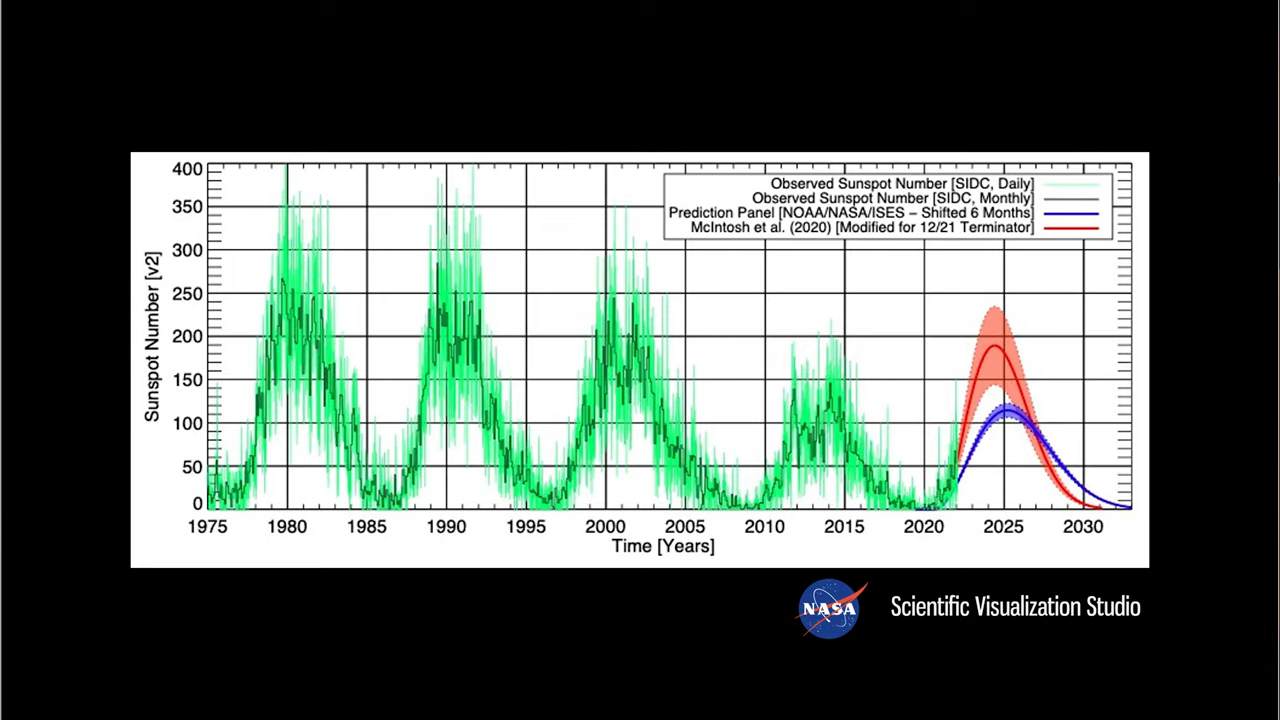 400
350
300
250
200
150
100
50
0
Sunspot Number [v2]
Observed Sunspot Number [SIDC, Daily]
Observed Sunspot Number [SIDC, Monthly]
Prediction Panel [NOAA/NASA/ISES – Shifted 6 Months]
McIntosh et al. (2020) [Modified for 12/21 Terminator]
1975 1980 1985 1990 1995 2000 2005 2010 2015 2020 2025 2030
Time [Years]
NASA Scientific Visualization Studio